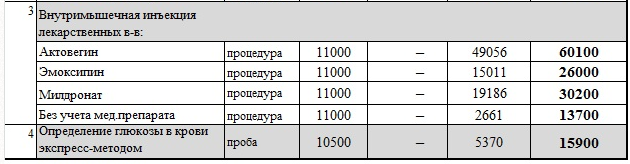 3 Внутримышечная инъекция
лекарственных в-в:
Актовегин процедура 11000 – 49056 60100
Эмоксипин процедура 11000 – 15011 26000
Милдронат процедура 11000 – 19186 30200
Без учета мед.препарата процедура 11000 – 2661 13700
4 Определение глюкозы в крови
экспресс-методом проба 10500 – 5370 15900